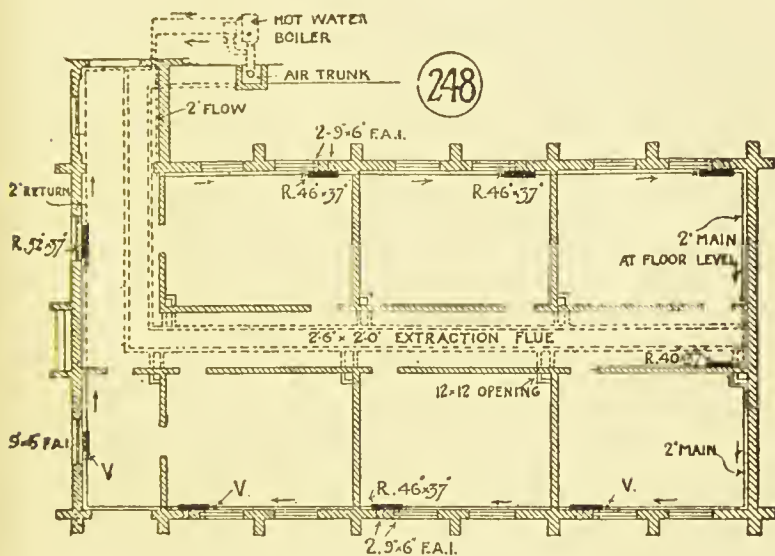 HOT WATER
BOILER
AIR TRUNK
248
2" FLOW
2-9"×6" F.A.I.
2" RETURN
R.46"×37"
R.46"×37"
R.52"×37"
2" MAIN
AT FLOOR LEVEL
2'-6" × 2'-0" EXTRACTION FLUE
R.40"×37"
12×12 OPENING
9"×6" F.A.I.
2" MAIN
V
V.
R.46"×37"
V.
2.9"×6" F.A.I.